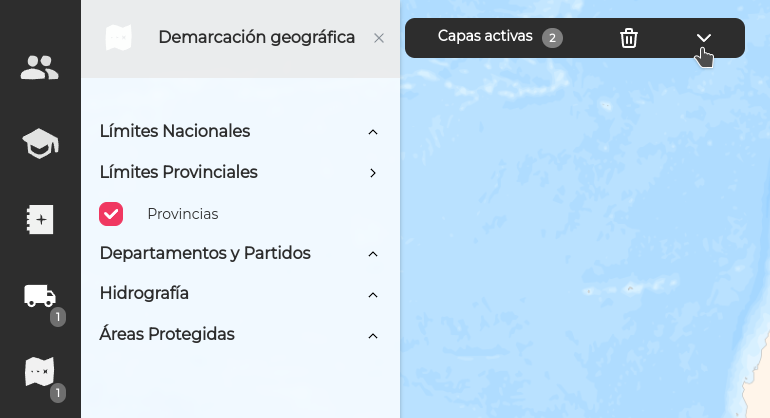 Demarcación geográfica
Capas activas 2
Límites Nacionales
Límites Provinciales
Provincias
Departamentos y Partidos
Hidrografía
Áreas Protegidas
1
1